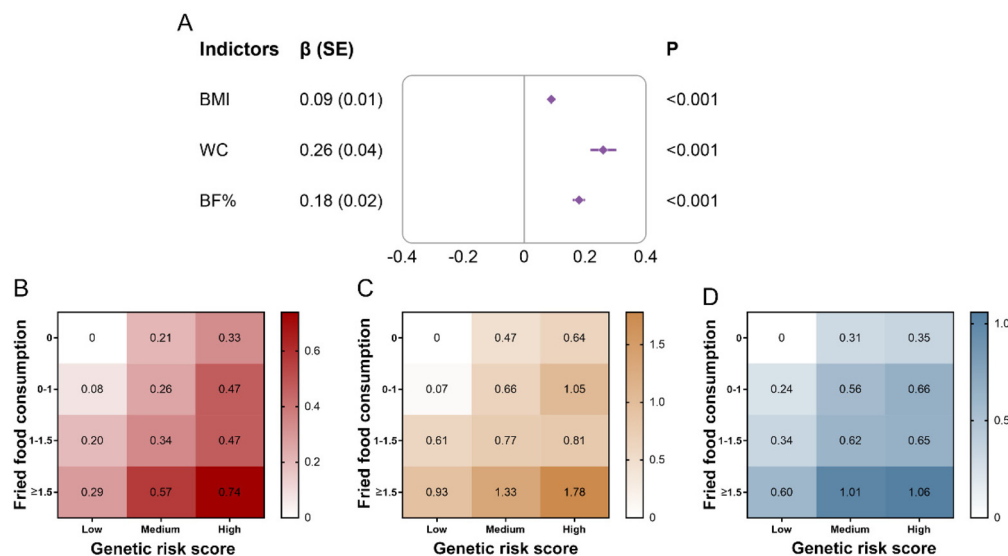 A
Indictors β (SE) P
BMI 0.09 (0.01) <0.001
WC 0.26 (0.04) <0.001
BF% 0.18 (0.02) <0.001
-0.4 -0.2 0 0.2 0.4
B
Fried food consumption
0 0 0.21 0.33
0-1 0.08 0.26 0.47
1-1.5 0.20 0.34 0.47
≥1.5 0.29 0.57 0.74
Low Medium High
Genetic risk score
0.6
0.4
0.2
0
C
Fried food consumption
0 0 0.47 0.64
0-1 0.07 0.66 1.05
1-1.5 0.61 0.77 0.81
≥1.5 0.93 1.33 1.78
Low Medium High
Genetic risk score
1.5
1.0
0.5
0
D
Fried food consumption
0 0 0.31 0.35
0-1 0.24 0.56 0.66
1-1.5 0.34 0.62 0.65
≥1.5 0.60 1.01 1.06
Low Medium High
Genetic risk score
1.0
0.5
0